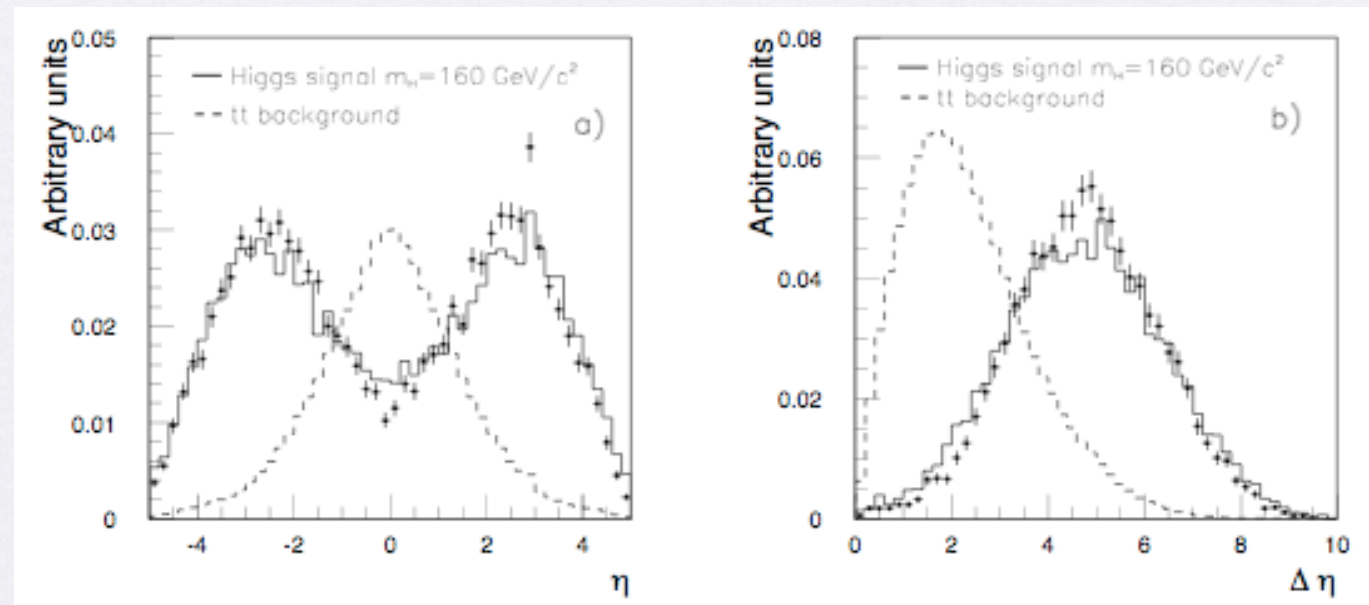 Arbitrary units
0.05
0.04
0.03
0.02
0.01
0
Higgs signal mH=160 GeV/c²
tt background
a)
-4 -2 0 2 4
η
Arbitrary units
0.08
0.06
0.04
0.02
0
Higgs signal mH=160 GeV/c²
tt background
b)
0 2 4 6 8 10
Δ η